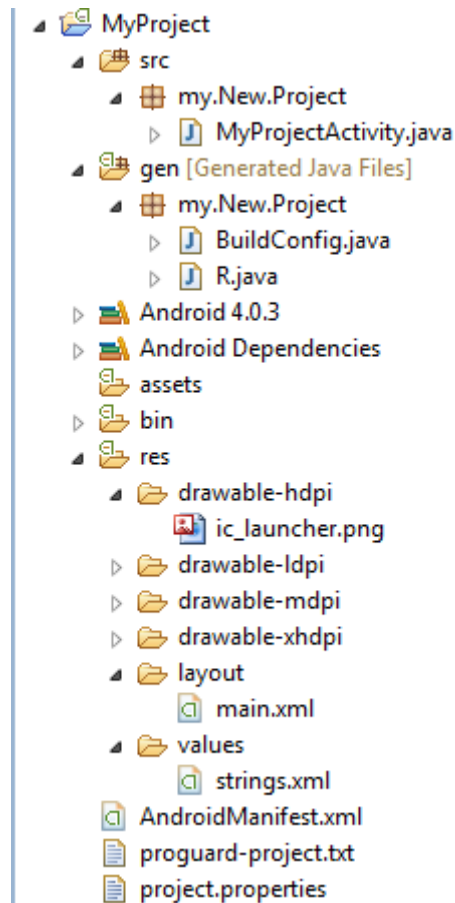 MyProject
src
my.New.Project
MyProjectActivity.java
gen [Generated Java Files]
my.New.Project
BuildConfig.java
R.java
Android 4.0.3
Android Dependencies
assets
bin
res
drawable-hdpi
ic_launcher.png
drawable-ldpi
drawable-mdpi
drawable-xhdpi
layout
main.xml
values
strings.xml
AndroidManifest.xml
proguard-project.txt
project.properties